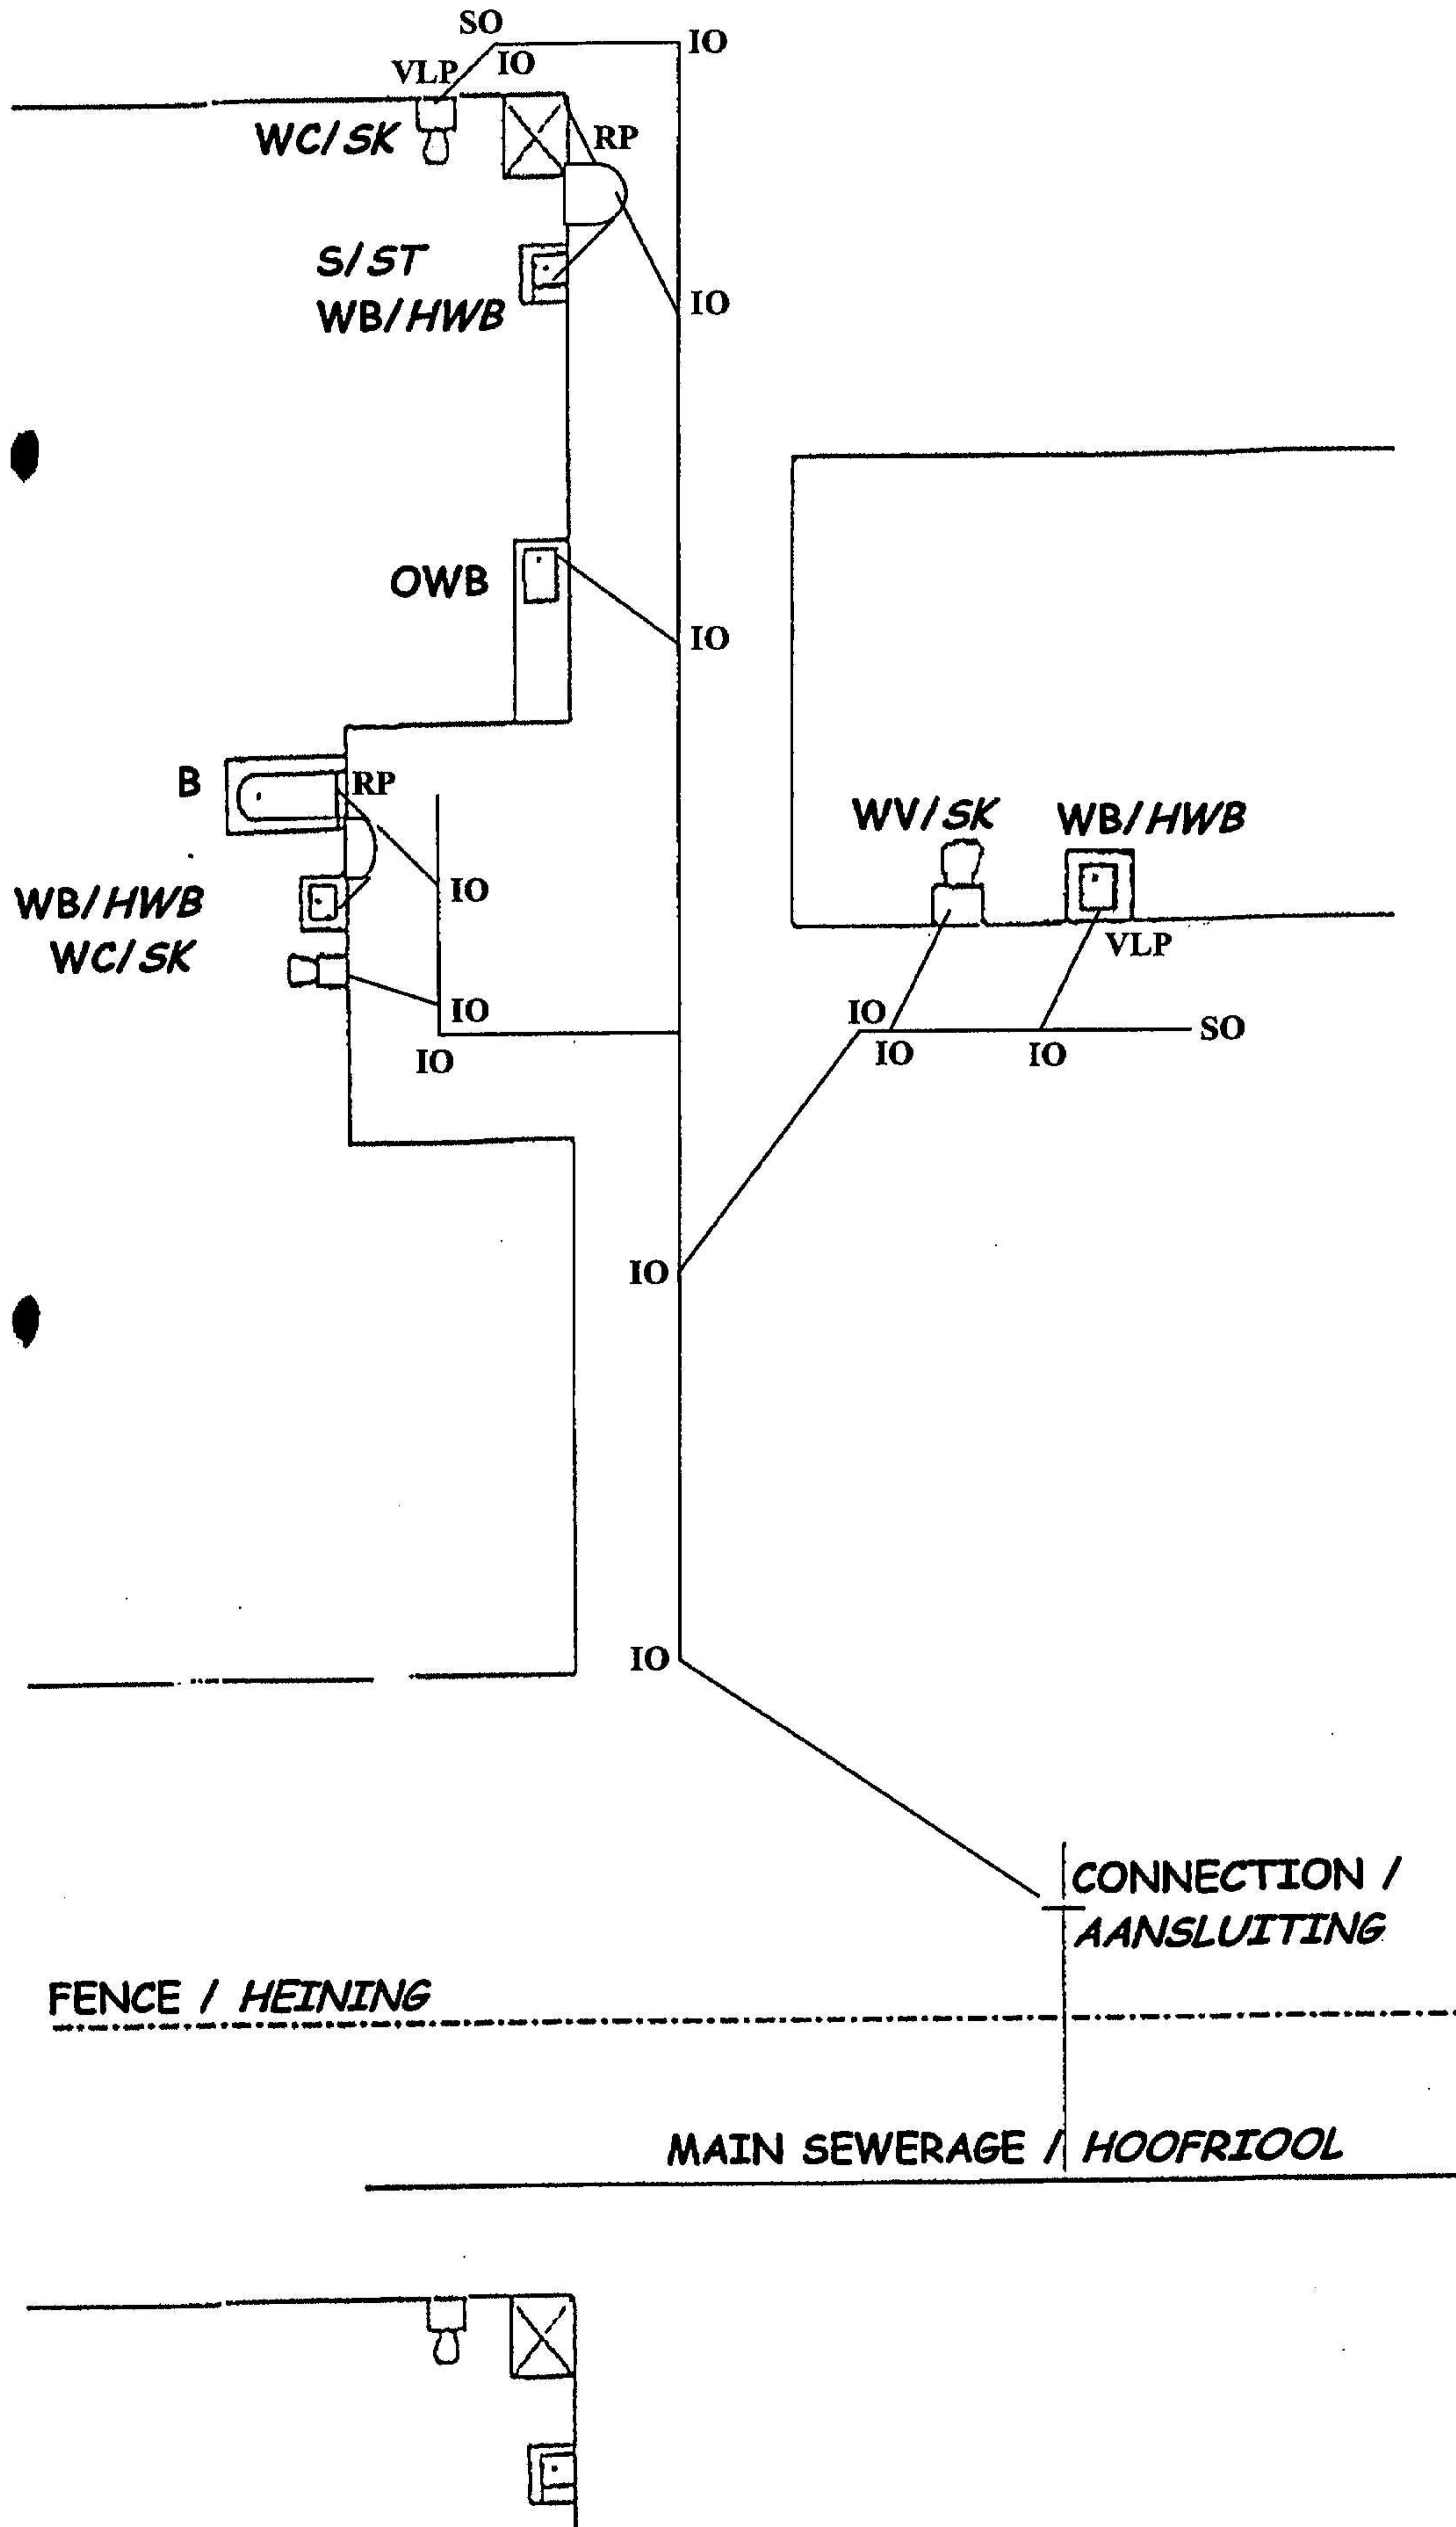 SO
IO
IO
VLP
WC/SK
RP
S/ST
WB/HWB
IO
OWB
IO
B
RP
WV/SK
WB/HWB
IO
WB/HWB
WC/SK
VLP
IO
IO
SO
IO
IO
IO
IO
IO
CONNECTION /
AANSLUITING
FENCE / HEINING
MAIN SEWERAGE / HOOFRIOOL